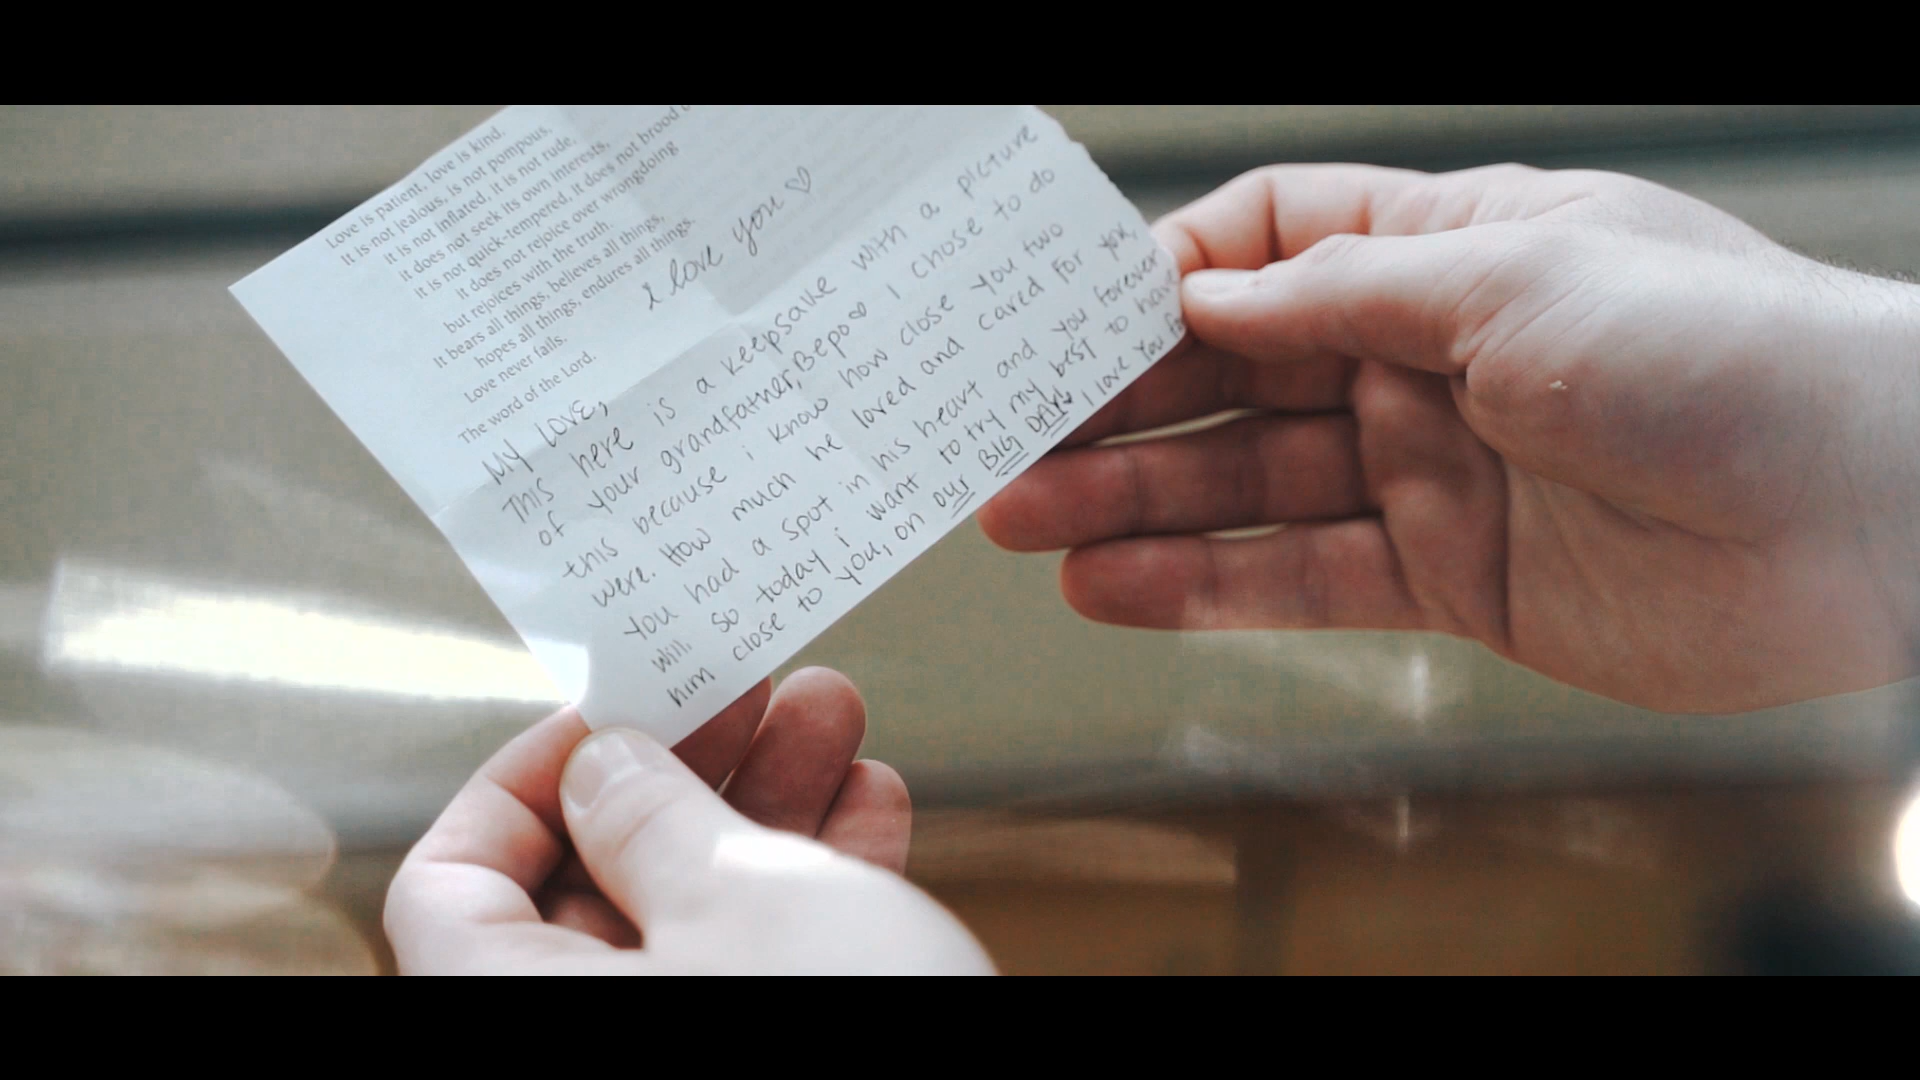 Love is patient, love is kind.
It is not jealous, is not pompous,
it is not inflated, it is not rude,
it does not seek its own interests,
it is not quick-tempered, it does not brood
it does not rejoice over wrongdoing
but rejoices with the truth.
It bears all things, believes all things,
hopes all things, endures all things.
Love never fails.
The word of the Lord.
I love you ♡
My love,
This here is a keepsake with a picture
of your grandfather, Bepo I chose to do
this because i know how close you two
were. How much he loved and cared for you,
You had a spot in his heart and you forever
will. So today i want to try my best to have
him close to you, on our BIG DAY. I love you